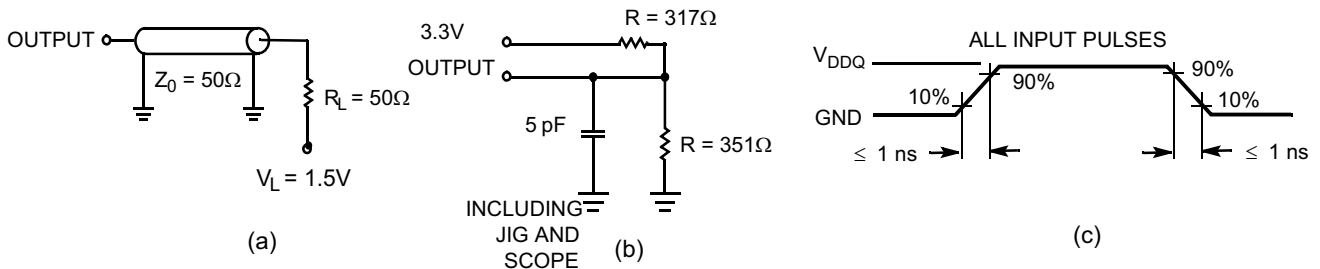 OUTPUT
Z0 = 50Ω
RL = 50Ω
VL = 1.5V
(a)
R = 317Ω
3.3V
OUTPUT
5 pF
R = 351Ω
INCLUDING
JIG AND
SCOPE
(b)
ALL INPUT PULSES
VDDQ
GND
10%
90%
90%
10%
≤ 1 ns
≤ 1 ns
(c)